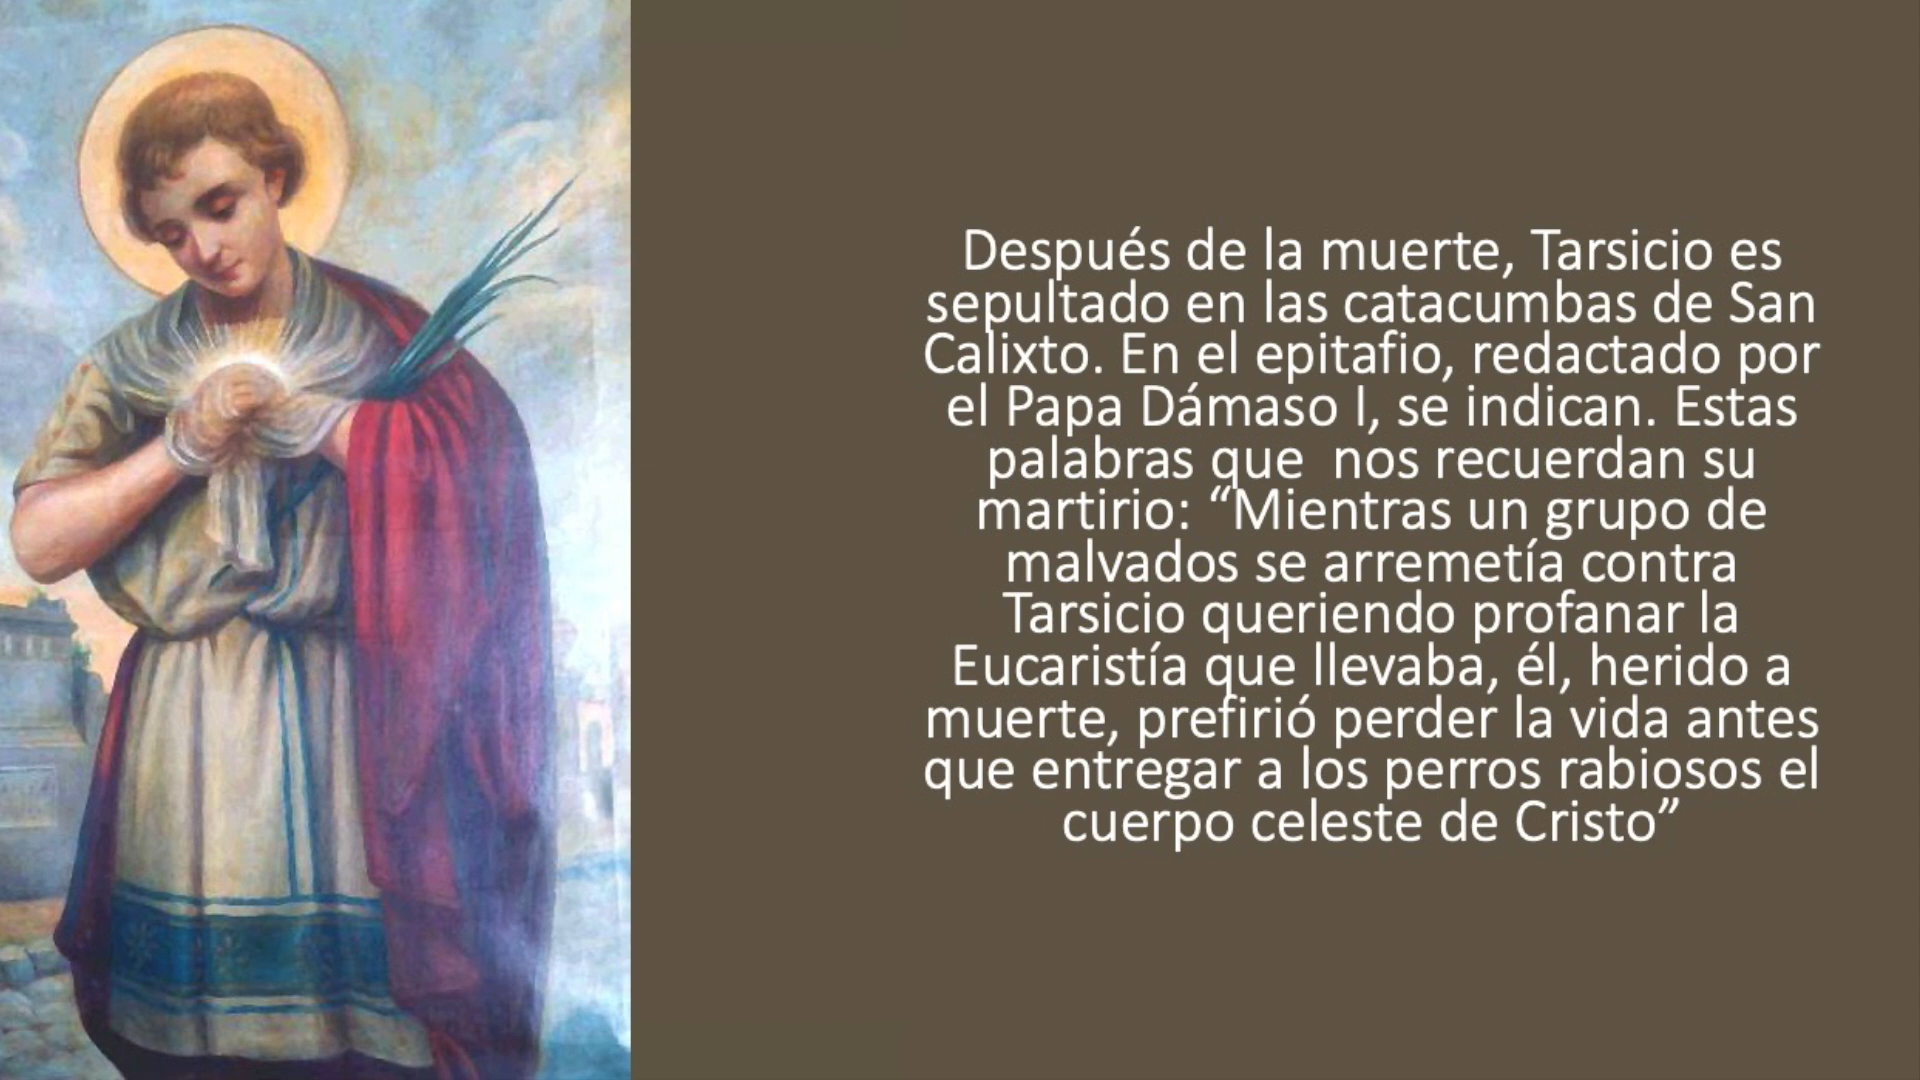 Después de la muerte, Tarsicio es
sepultado en las catacumbas de San
Calixto. En el epitafio, redactado por
el Papa Dámaso I, se indican. Estas
palabras que  nos recuerdan su
martirio: “Mientras un grupo de
malvados se arremetía contra
Tarsicio queriendo profanar la
Eucaristía que llevaba, él, herido a
muerte, prefirió perder la vida antes
que entregar a los perros rabiosos el
cuerpo celeste de Cristo”